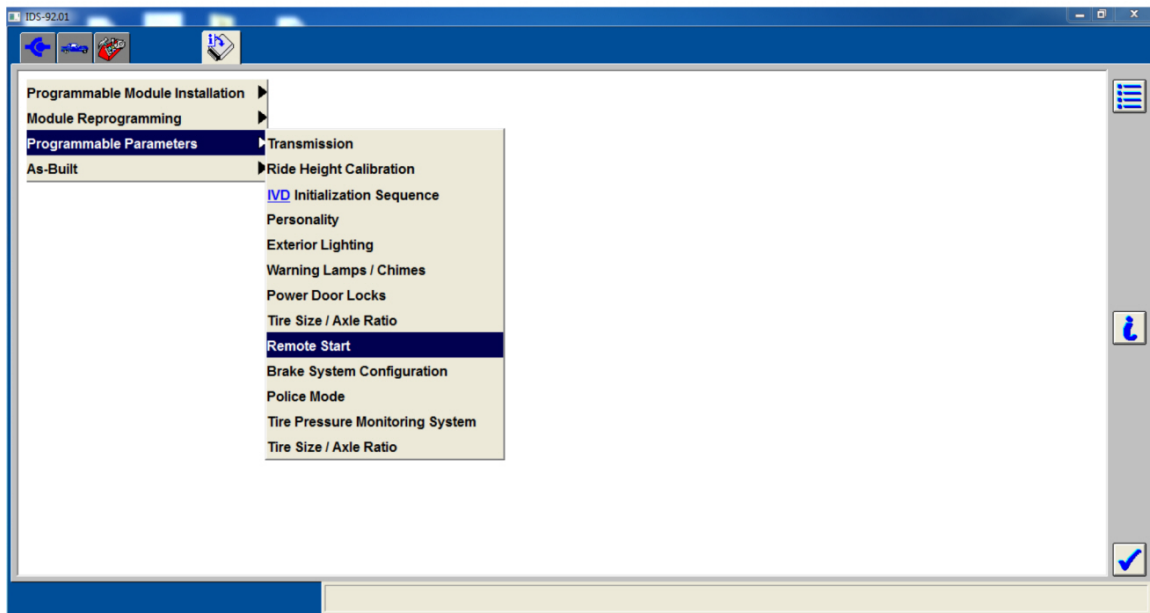 IDS-92.01
Programmable Module Installation
Module Reprogramming
Programmable Parameters
As-Built
Transmission
Ride Height Calibration
IVD Initialization Sequence
Personality
Exterior Lighting
Warning Lamps / Chimes
Power Door Locks
Tire Size / Axle Ratio
Remote Start
Brake System Configuration
Police Mode
Tire Pressure Monitoring System
Tire Size / Axle Ratio